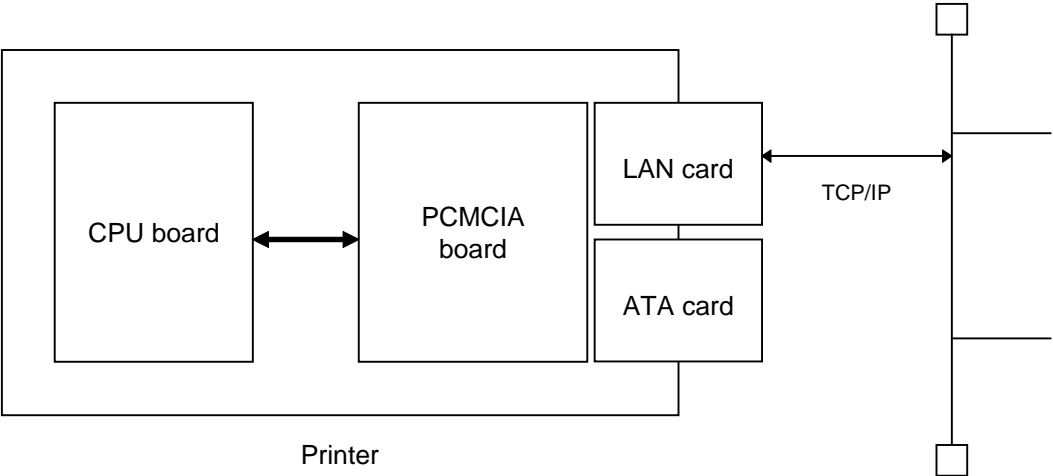 LAN card
TCP/IP
CPU board
PCMCIA
board
ATA card
Printer